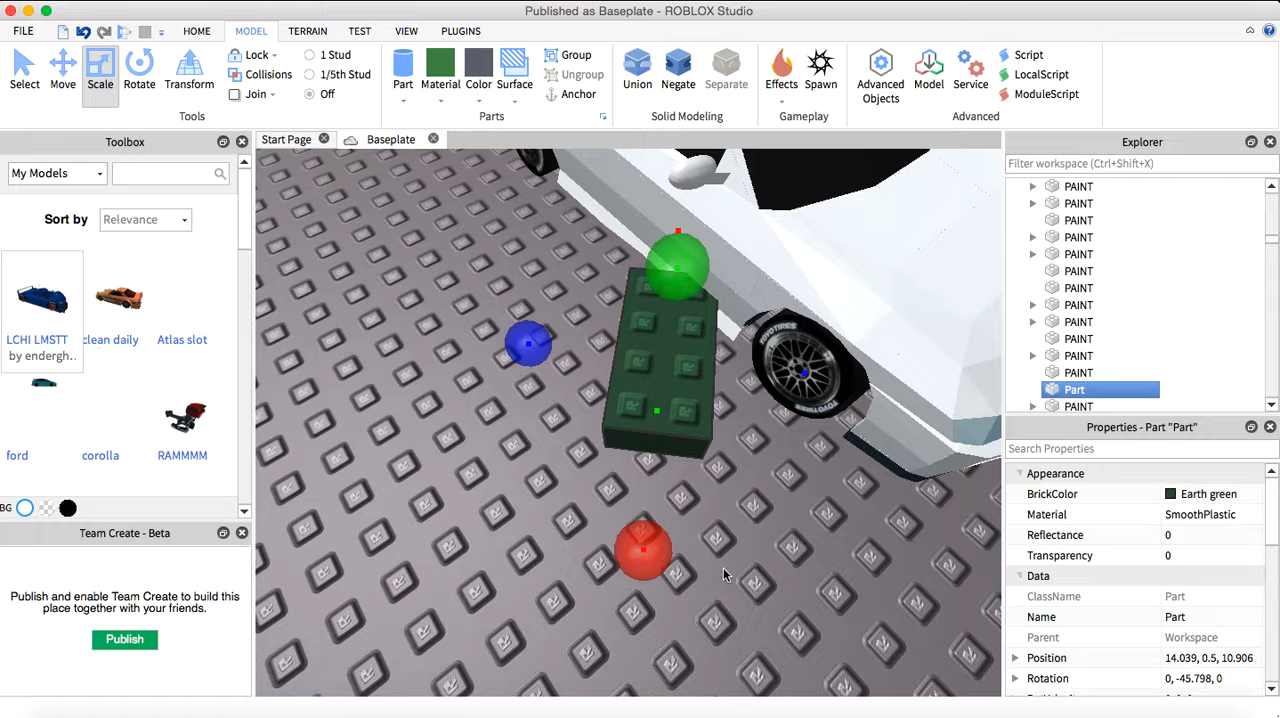 Published as Baseplate - ROBLOX Studio
FILE HOME MODEL TERRAIN TEST VIEW PLUGINS
Select Move Scale Rotate Transform
Lock
Collisions
Join
1 Stud
1/5th Stud
Off
Tools
Part Material Color Surface
Group
Ungroup
Anchor
Parts
Union Negate Separate
Solid Modeling
Effects Spawn
Gameplay
Advanced Objects Model Service
Script
LocalScript
ModuleScript
Advanced
Toolbox
My Models
Sort by Relevance
LCHI LMSTT
by endergh...
clean daily
Atlas slot
ford
corolla
RAMMMM
BG
Team Create - Beta
Publish and enable Team Create to build this
place together with your friends.
Publish
Start Page
Baseplate
TOYO TIRES
TOYO TIRES
Explorer
Filter workspace (Ctrl+Shift+X)
PAINT
PAINT
PAINT
PAINT
PAINT
PAINT
PAINT
PAINT
PAINT
PAINT
PAINT
PAINT
Part
PAINT
Properties - Part "Part"
Search Properties
Appearance
BrickColor Earth green
Material SmoothPlastic
Reflectance 0
Transparency 0
Data
ClassName Part
Name Part
Parent Workspace
Position 14.039, 0.5, 10.906
Rotation 0, -45.798, 0